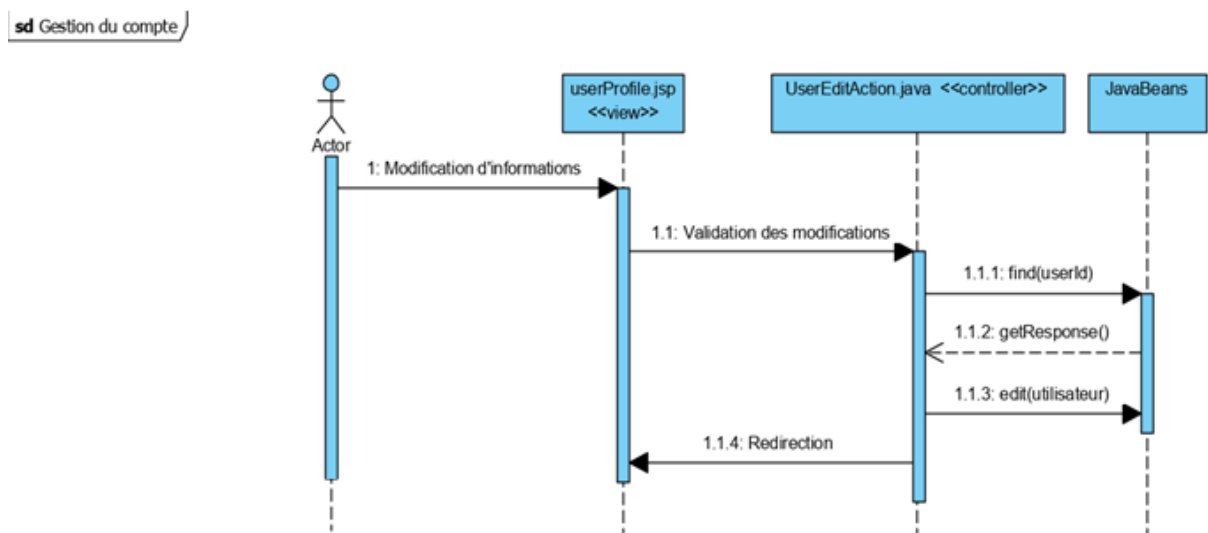 sd Gestion du compte
userProfile.jsp
<<view>>
UserEditAction.java <<controller>>
JavaBeans
Actor
1: Modification d'informations
1.1: Validation des modifications
1.1.1: find(userId)
1.1.2: getResponse()
1.1.3: edit(utilisateur)
1.1.4: Redirection